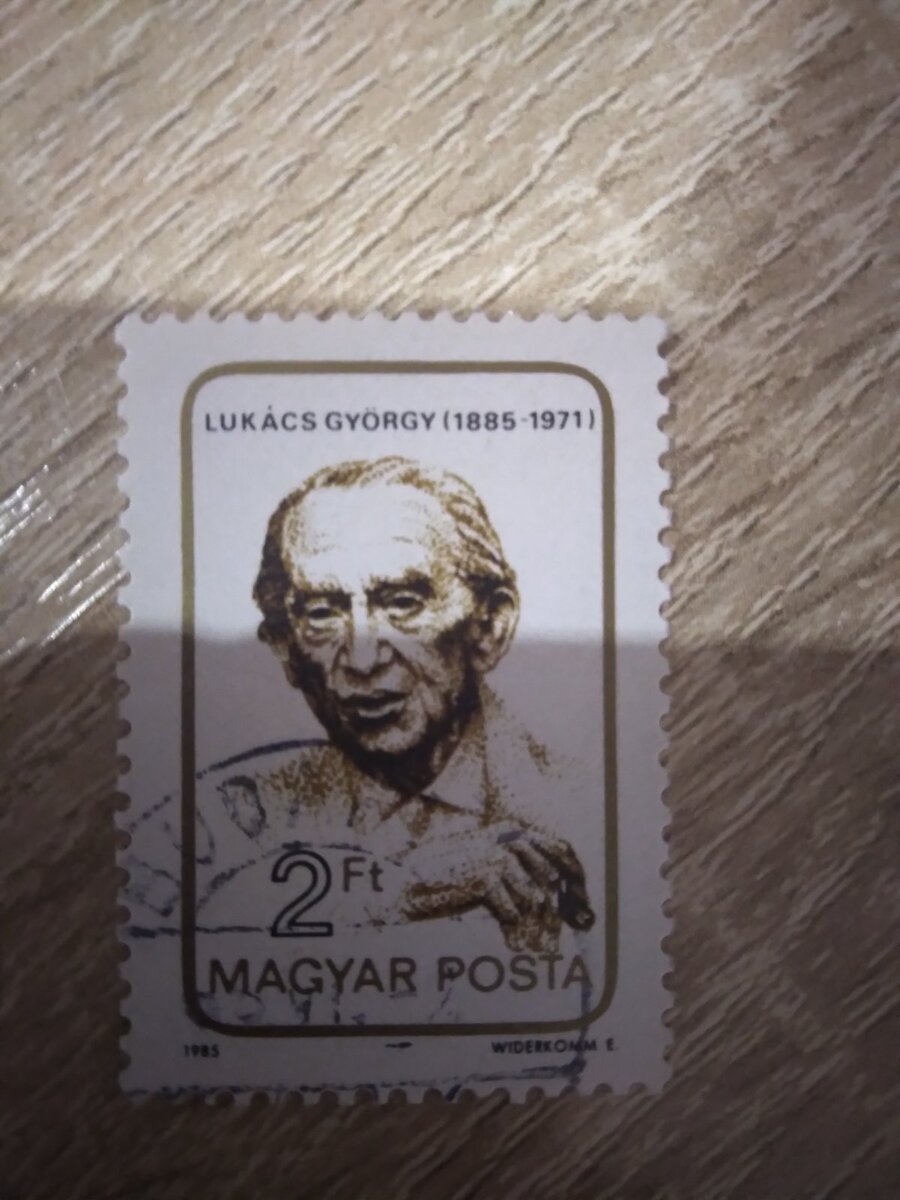 LUKÁCS GYÖRGY (1885-1971)
2 Ft
MAGYAR POSTA
1985 WIDERKOMM E.